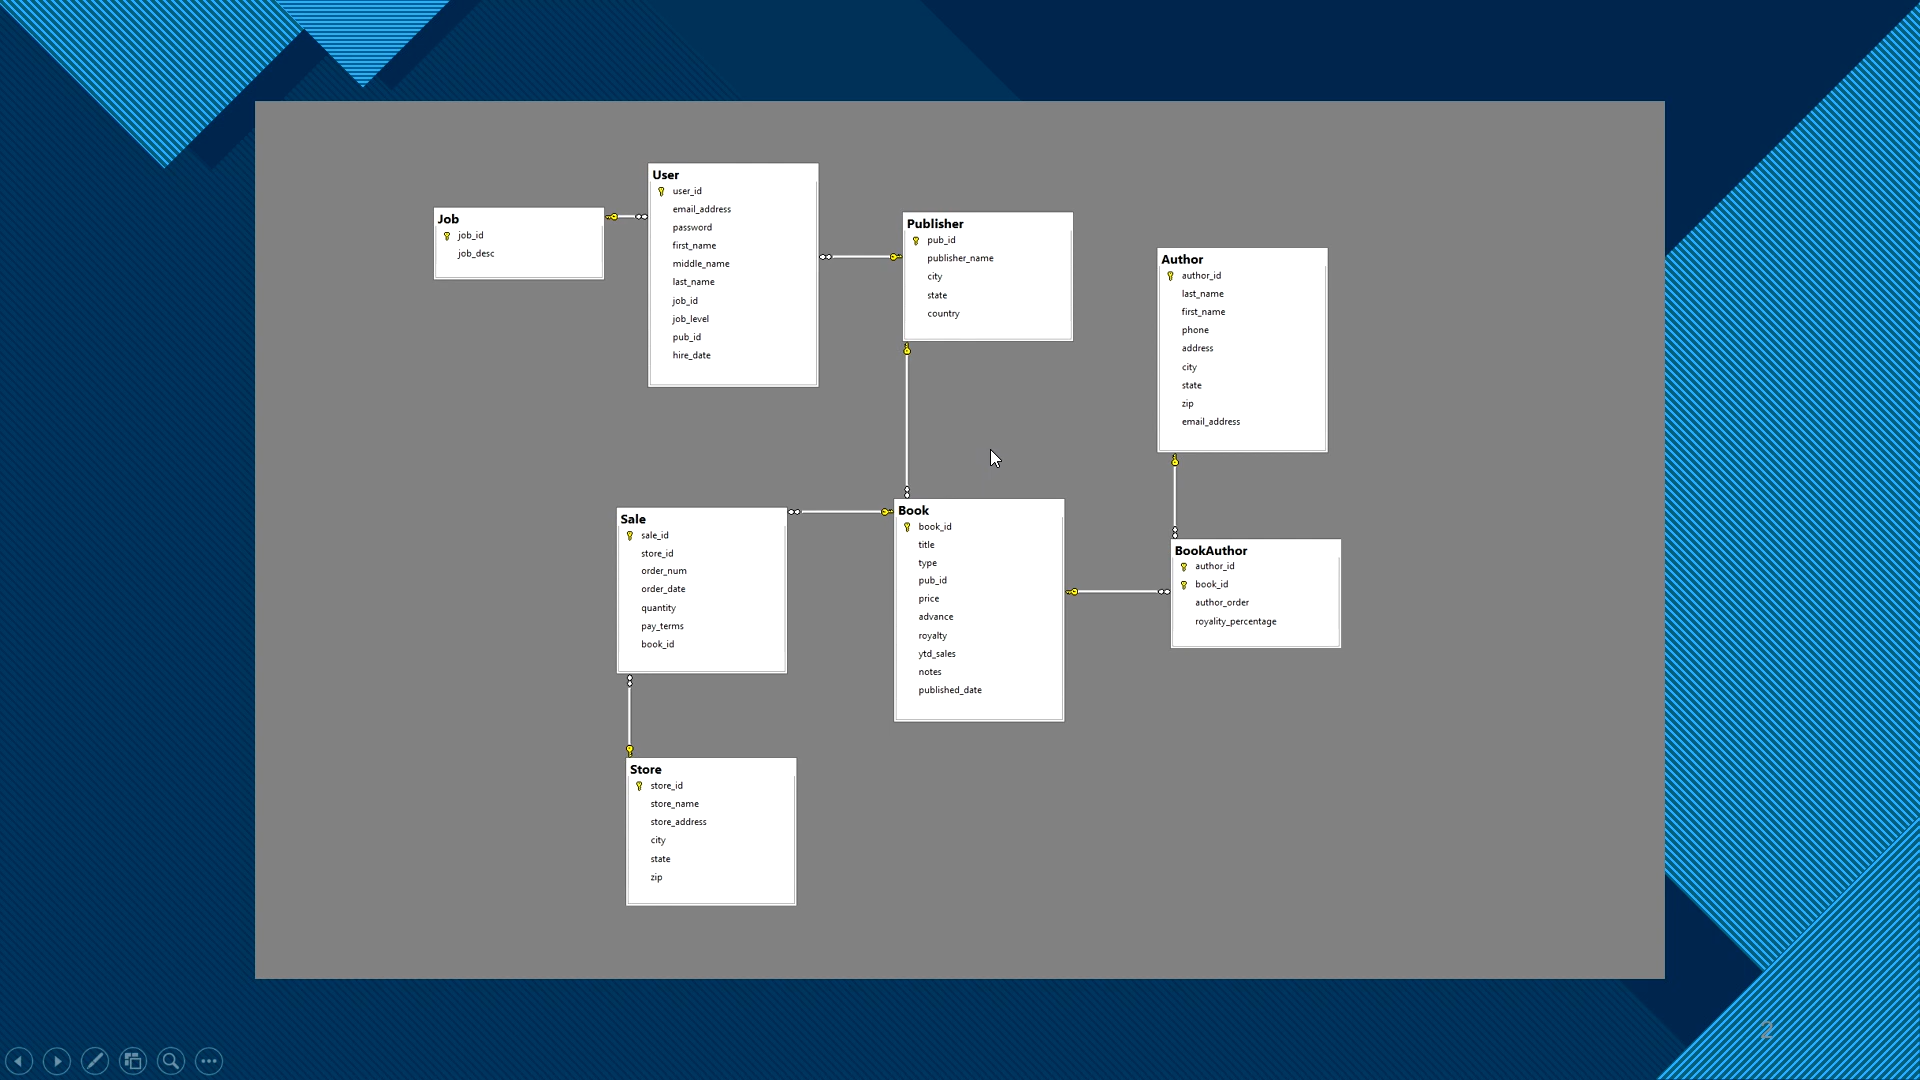 Job
job_id
job_desc
User
user_id
email_address
password
first_name
middle_name
last_name
job_id
job_level
pub_id
hire_date
Publisher
pub_id
publisher_name
city
state
country
Author
author_id
last_name
first_name
phone
address
city
state
zip
email_address
Sale
sale_id
store_id
order_num
order_date
quantity
pay_terms
book_id
Book
book_id
title
type
pub_id
price
advance
royalty
ytd_sales
notes
published_date
BookAuthor
author_id
book_id
author_order
royality_percentage
Store
store_id
store_name
store_address
city
state
zip
2